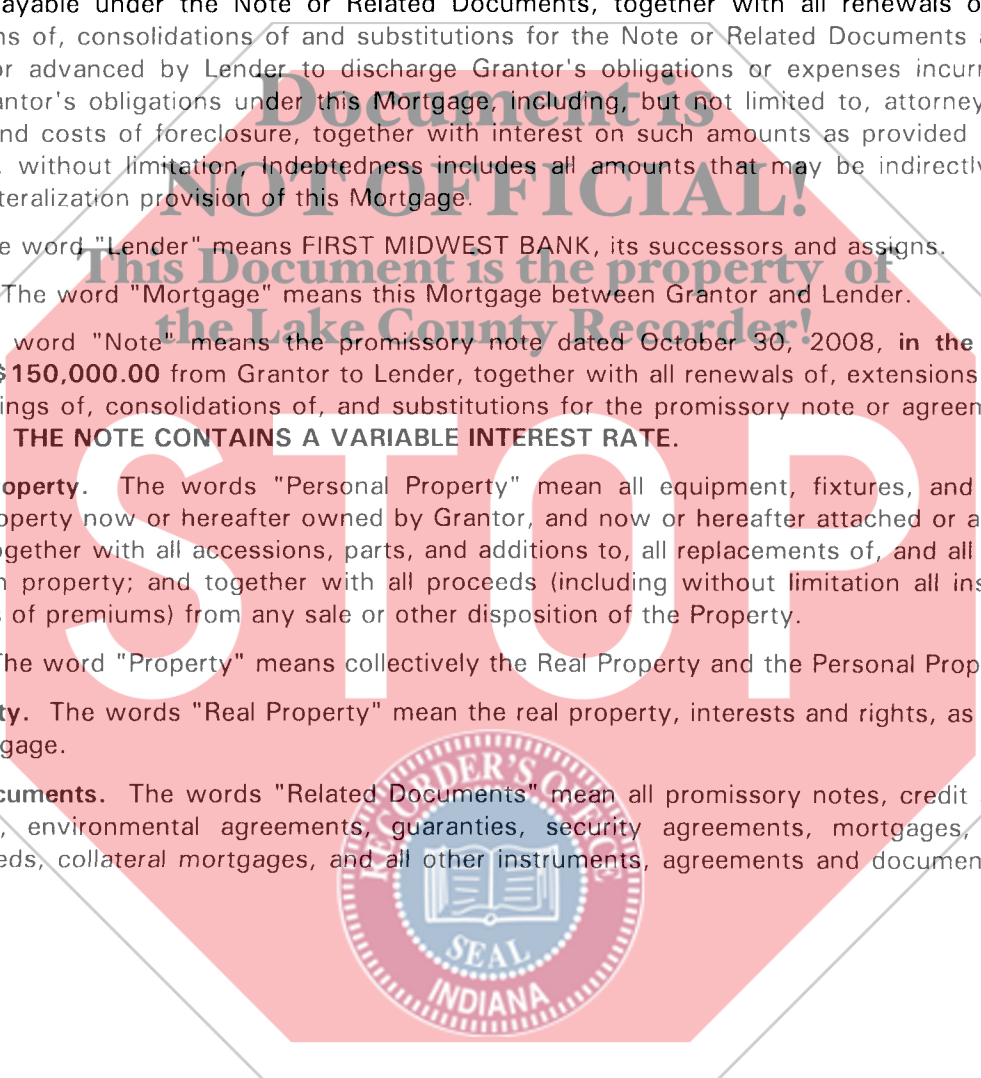 ayable under the Note or Related Documents, together with all renewals o
ns of, consolidations of and substitutions for the Note or Related Documents a
or advanced by Lender to discharge Grantor's obligations or expenses incurr
antor's obligations under this Mortgage, including, but not limited to, attorney
nd costs of foreclosure, together with interest on such amounts as provided
. without limitation, Indebtedness includes all amounts that may be indirectly
teralization provision of this Mortgage.
e word "Lender" means FIRST MIDWEST BANK, its successors and assigns.
The word "Mortgage" means this Mortgage between Grantor and Lender.
word "Note" means the promissory note dated October 30, 2008, in the
$150,000.00 from Grantor to Lender, together with all renewals of, extensions
ings of, consolidations of, and substitutions for the promissory note or agreem
THE NOTE CONTAINS A VARIABLE INTEREST RATE.
operty. The words "Personal Property" mean all equipment, fixtures, and
operty now or hereafter owned by Grantor, and now or hereafter attached or a
ogether with all accessions, parts, and additions to, all replacements of, and all
h property; and together with all proceeds (including without limitation all ins
s of premiums) from any sale or other disposition of the Property.
The word "Property" means collectively the Real Property and the Personal Prop
ty. The words "Real Property" mean the real property, interests and rights, as
gage.
cuments. The words "Related Documents" mean all promissory notes, credit
, environmental agreements, guaranties, security agreements, mortgages,
eds, collateral mortgages, and all other instruments, agreements and documen
Document is
NOT OFFICIAL!
This Document is the property of
the Lake County Recorder!
STOP
RECORDER'S OFFICE
SEAL
INDIANA